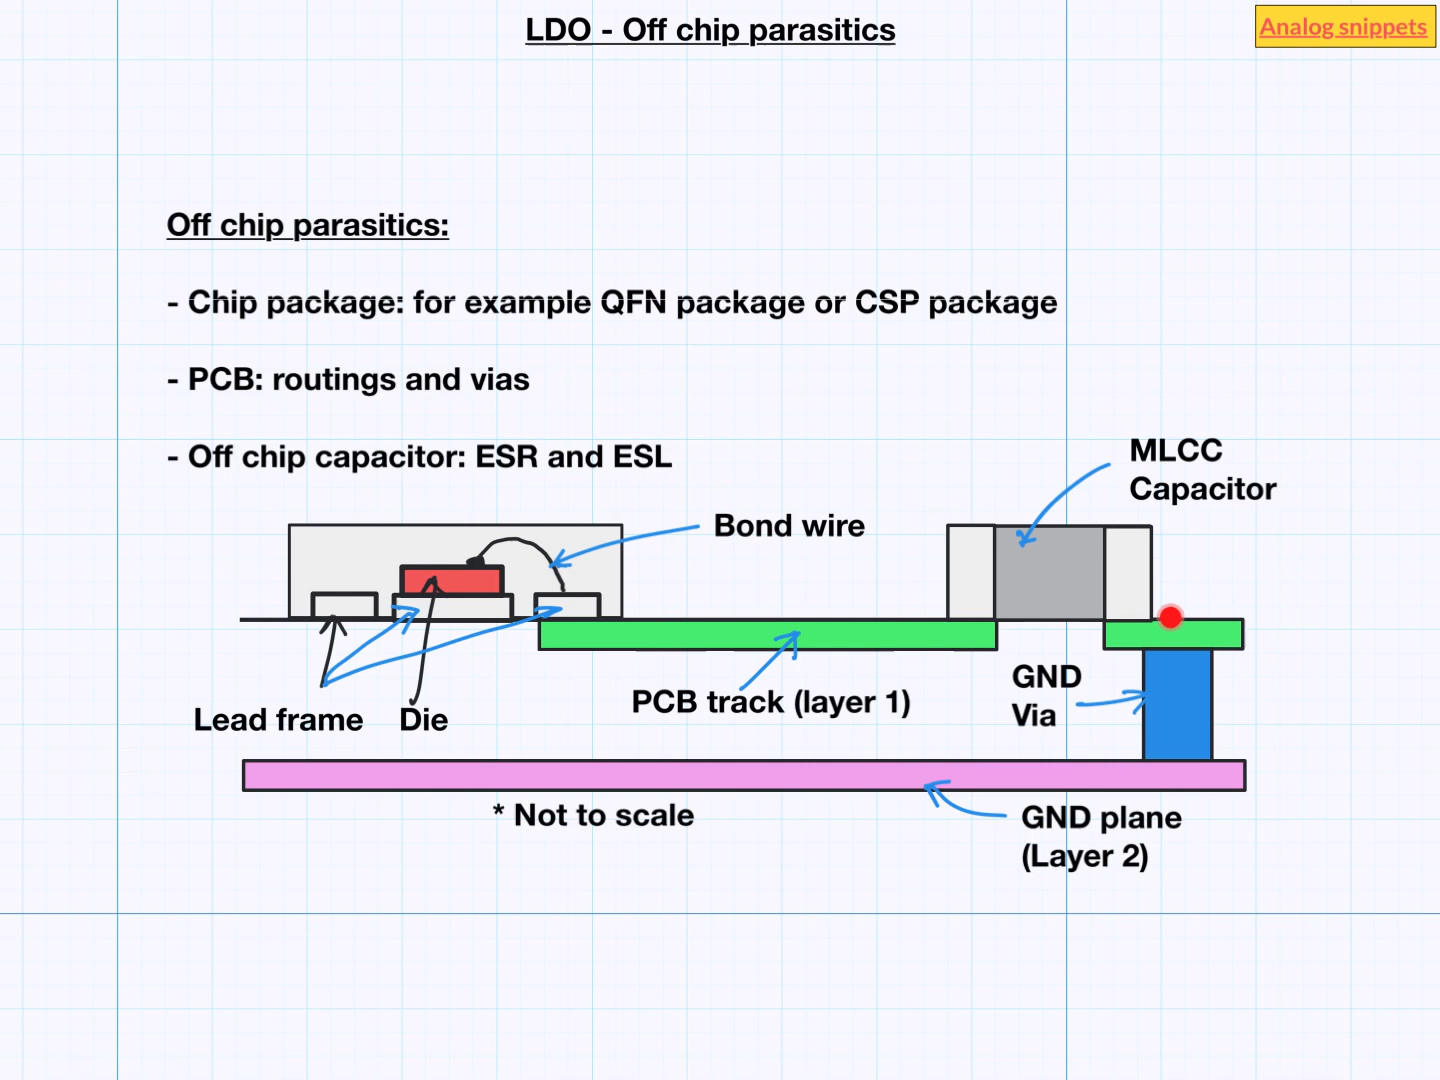 LDO - Off chip parasitics
Analog snippets
Off chip parasitics:
- Chip package: for example QFN package or CSP package
- PCB: routings and vias
- Off chip capacitor: ESR and ESL
MLCC
Capacitor
Bond wire
GND
Via
PCB track (layer 1)
Lead frame
Die
* Not to scale
GND plane
(Layer 2)